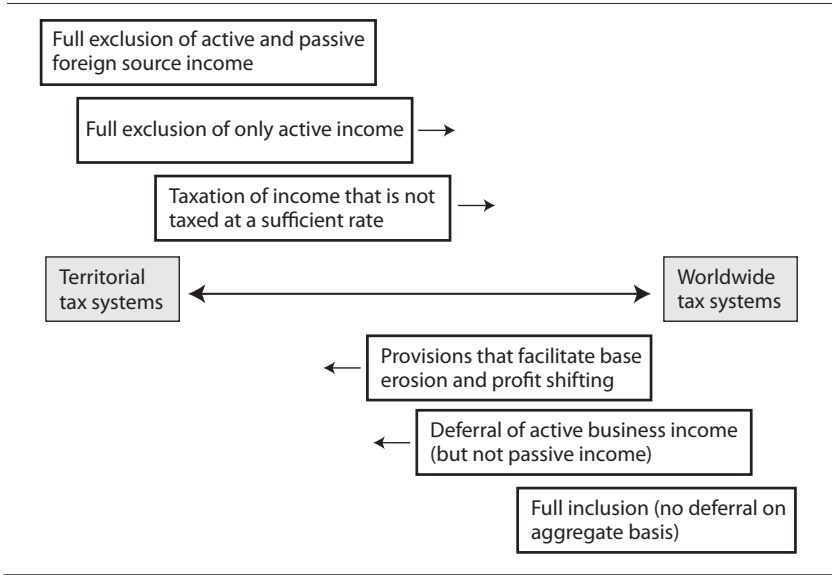 Full exclusion of active and passive
foreign source income
Full exclusion of only active income
Taxation of income that is not
taxed at a sufficient rate
Territorial
tax systems
Worldwide
tax systems
Provisions that facilitate base
erosion and profit shifting
Deferral of active business income
(but not passive income)
Full inclusion (no deferral on
aggregate basis)